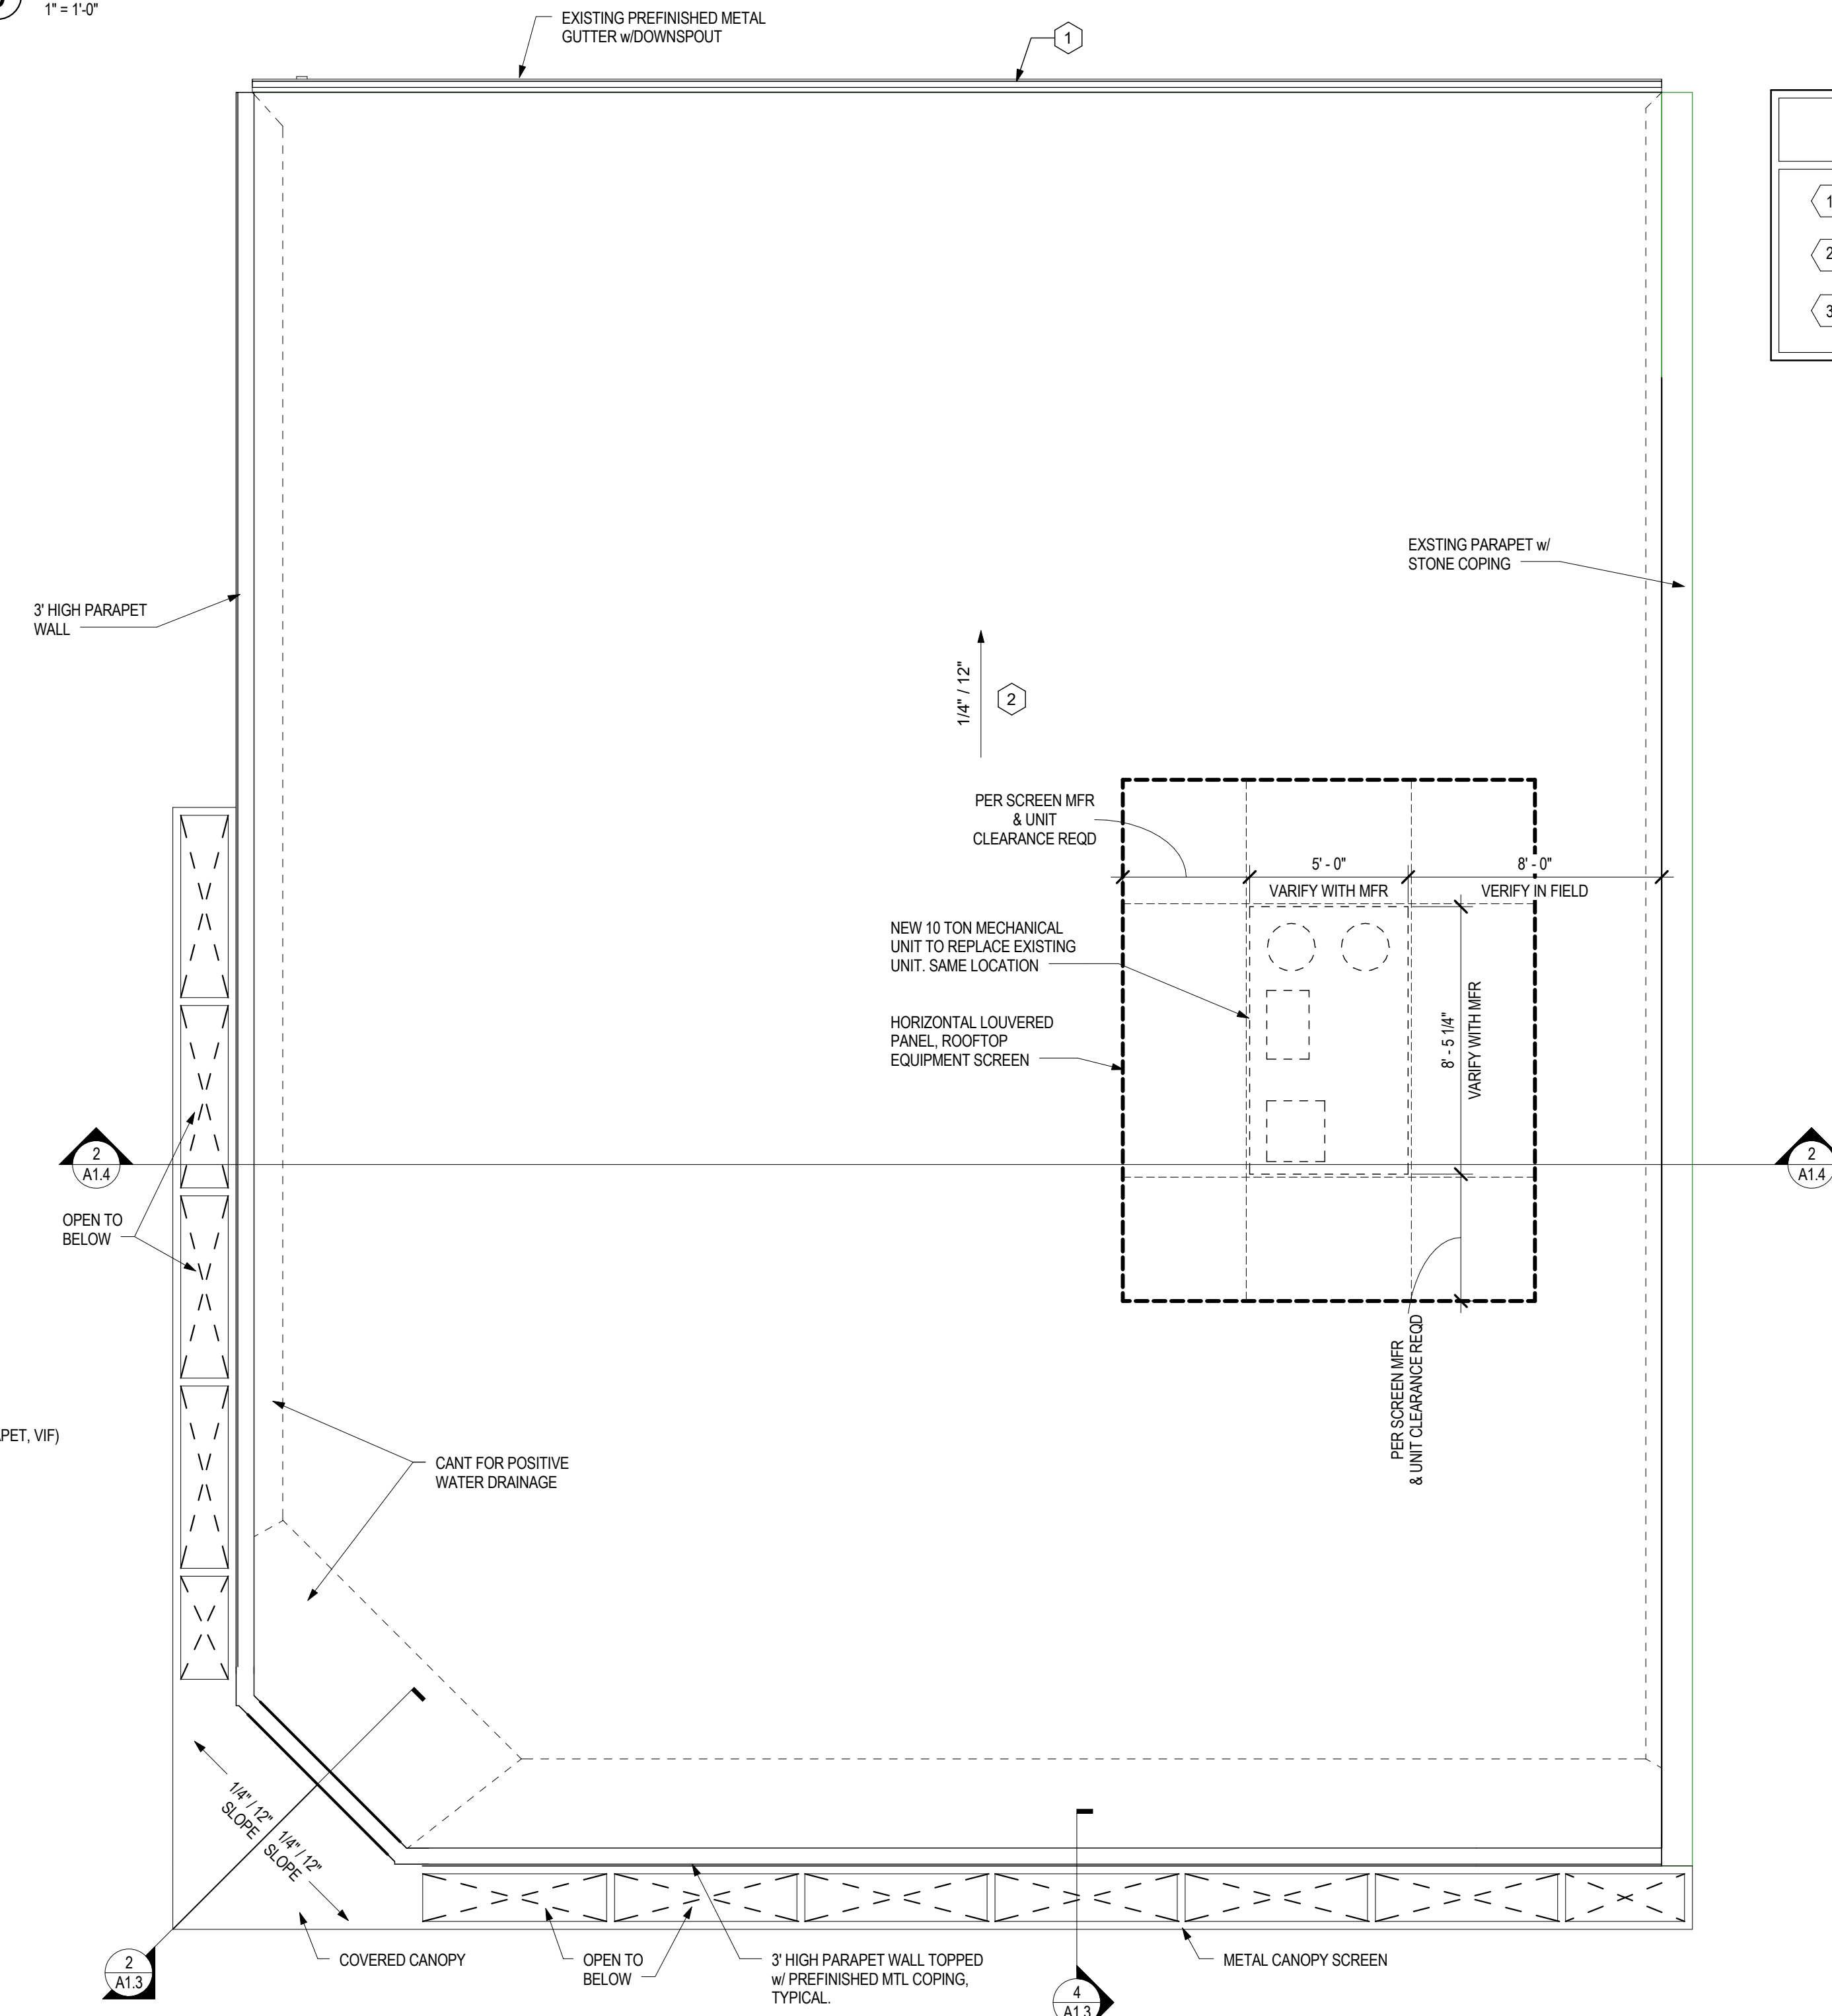 1" = 1'-0"
EXISTING PREFINISHED METAL
GUTTER w/DOWNSPOUT
1
1
2
3
EXSTING PARAPET w/
STONE COPING
3' HIGH PARAPET
WALL
1/4" / 12"
2
PER SCREEN MFR
& UNIT
CLEARANCE REQD
5' - 0"
VARIFY WITH MFR
8' - 0"
VERIFY IN FIELD
NEW 10 TON MECHANICAL
UNIT TO REPLACE EXISTING
UNIT. SAME LOCATION
HORIZONTAL LOUVERED
PANEL, ROOFTOP
EQUIPMENT SCREEN
8' - 5 1/4"
VARIFY WITH MFR
2
A1.4
2
A1.4
OPEN TO
BELOW
PER SCREEN MFR
& UNIT CLEARANCE REQD
PET, VIF)
CANT FOR POSITIVE
WATER DRAINAGE
1/4" / 12"
SLOPE
1/4" / 12"
SLOPE
2
A1.3
COVERED CANOPY
OPEN TO
BELOW
3' HIGH PARAPET WALL TOPPED
w/ PREFINISHED MTL COPING,
TYPICAL.
4
A1.3
METAL CANOPY SCREEN